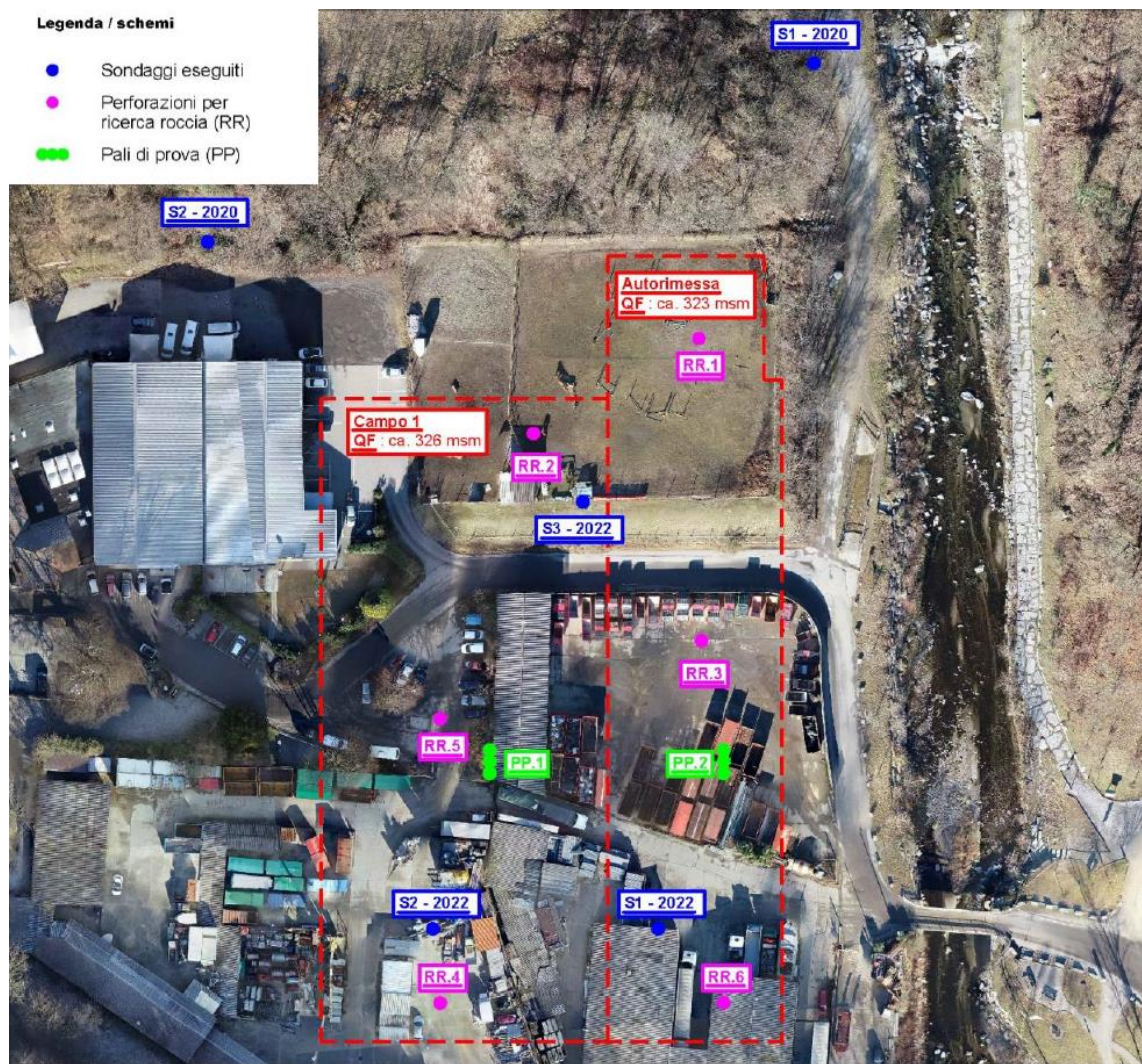 Legenda / schemi
Sondaggi eseguiti
Perforazioni per
ricerca roccia (RR)
Pali di prova (PP)
S1 - 2020
S2 - 2020
Autorimessa
QF : ca. 323 msm
RR.1
Campo 1
QF : ca. 326 msm
RR.2
S3 - 2022
RR.3
RR.5
PP.1
PP.2
S2 - 2022
S1 - 2022
RR.4
RR.6